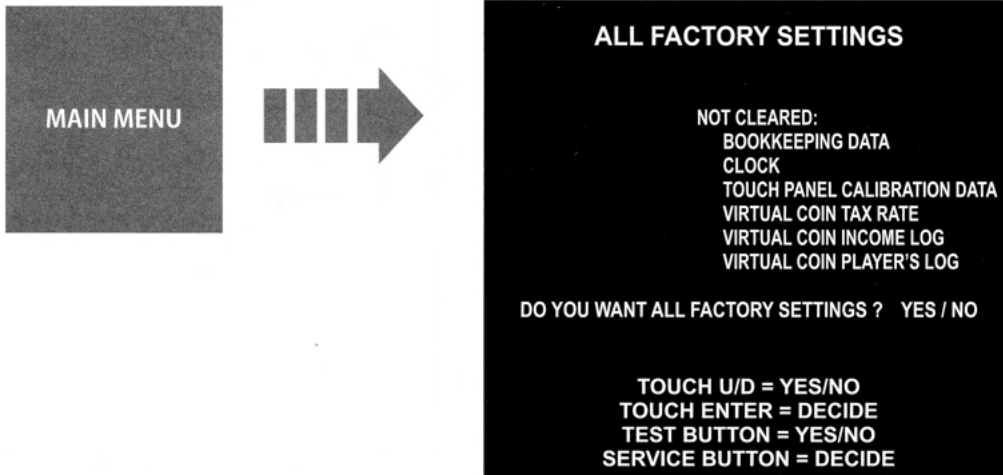 MAIN MENU
ALL FACTORY SETTINGS
NOT CLEARED:
BOOKKEEPING DATA
CLOCK
TOUCH PANEL CALIBRATION DATA
VIRTUAL COIN TAX RATE
VIRTUAL COIN INCOME LOG
VIRTUAL COIN PLAYER'S LOG
DO YOU WANT ALL FACTORY SETTINGS ? YES / NO
TOUCH U/D = YES/NO
TOUCH ENTER = DECIDE
TEST BUTTON = YES/NO
SERVICE BUTTON = DECIDE